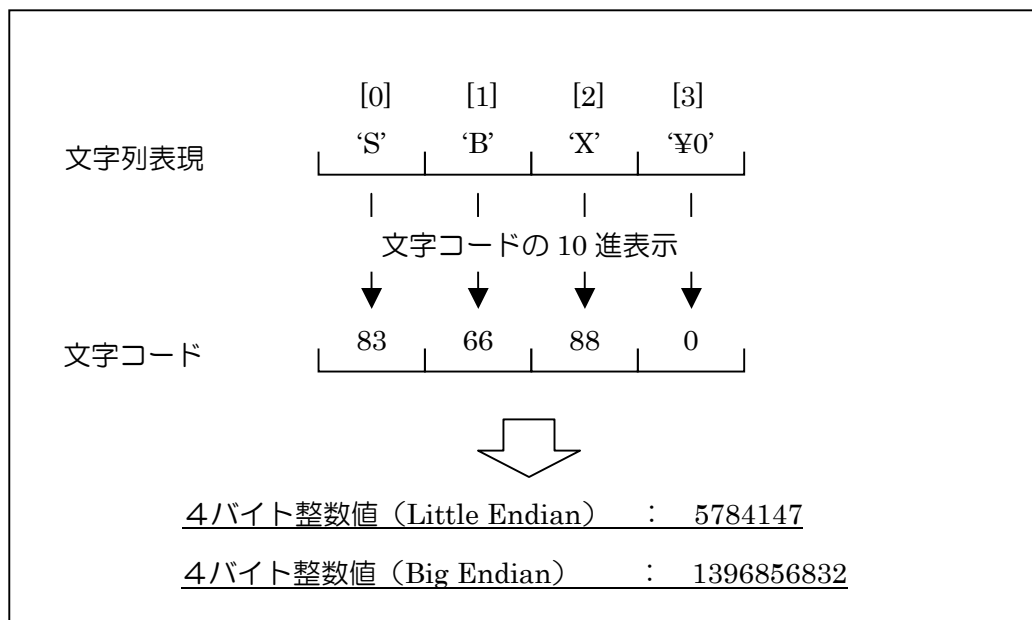 [0] [1] [2] [3]
文字列表現 ‘S’ ‘B’ ‘X’ ‘¥0’
文字コードの 10 進表示
文字コード 83 66 88 0
4バイト整数値（Little Endian） ： 5784147
4バイト整数値（Big Endian） ： 1396856832